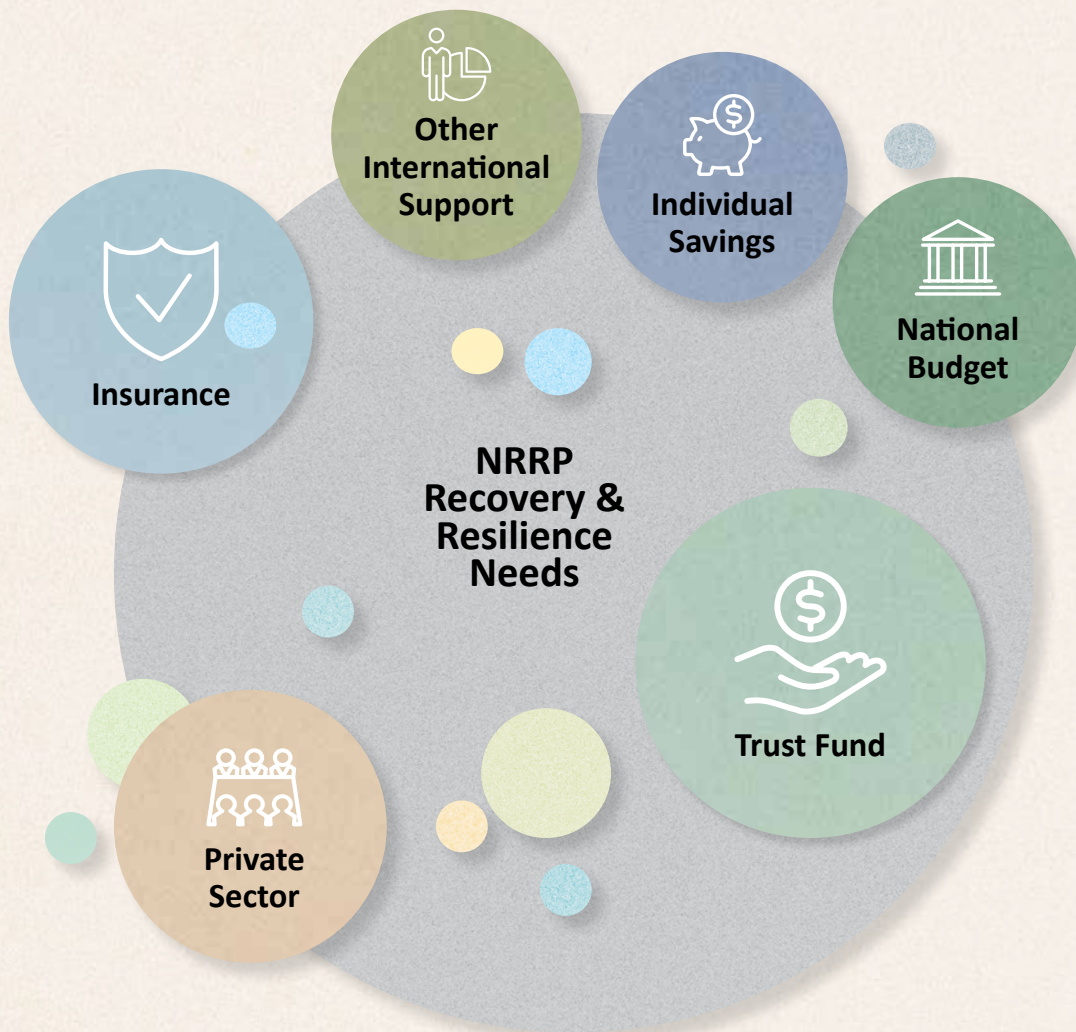 Other
International
Support
Individual
Savings
National
Budget
Insurance
NRRP
Recovery &
Resilience
Needs
Trust Fund
Private
Sector